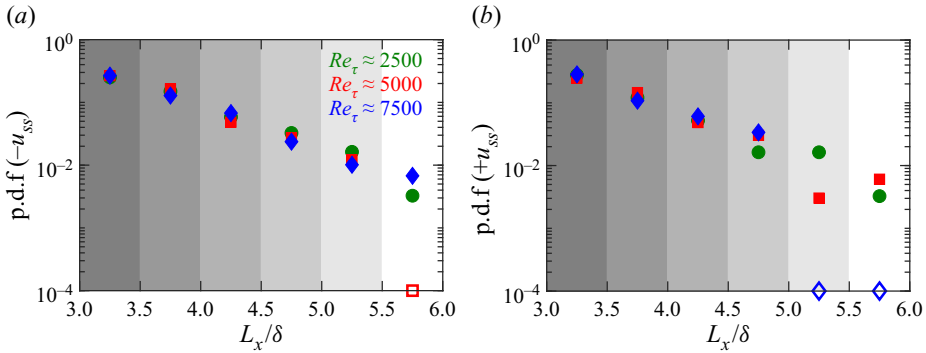 (a)
(b)
10^0
10^-2
10^-4
p.d.f (−u_ss)
Re_τ ≈ 2500
Re_τ ≈ 5000
Re_τ ≈ 7500
3.0 3.5 4.0 4.5 5.0 5.5 6.0
L_x/δ
10^0
10^-2
10^-4
p.d.f (+u_ss)
3.0 3.5 4.0 4.5 5.0 5.5 6.0
L_x/δ